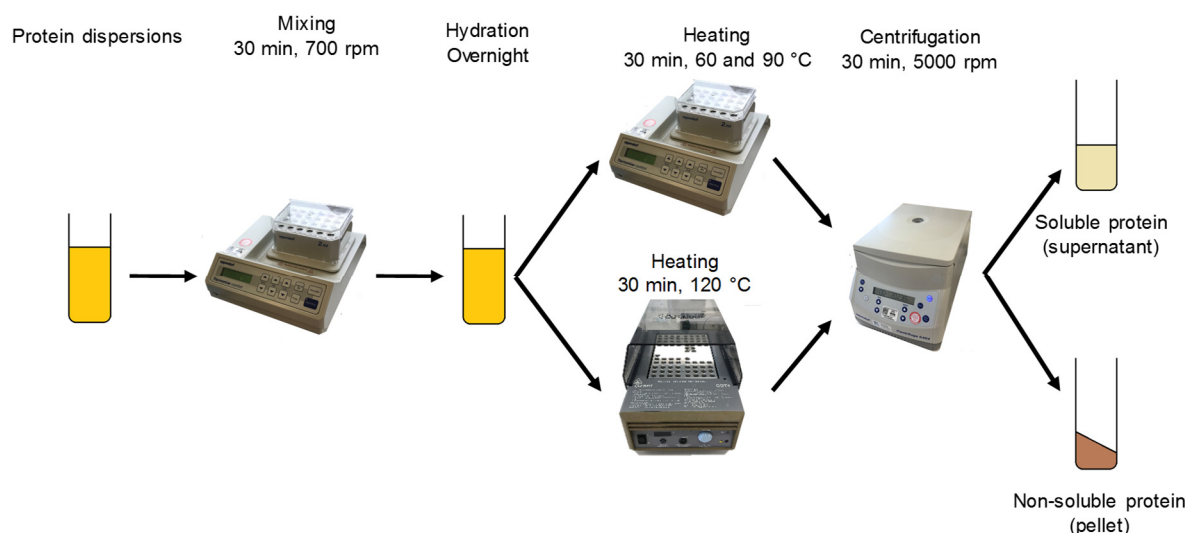 Protein dispersions
Mixing
30 min, 700 rpm
Hydration
Overnight
Heating
30 min, 60 and 90 °C
Centrifugation
30 min, 5000 rpm
Heating
30 min, 120 °C
Soluble protein
(supernatant)
Non-soluble protein
(pellet)